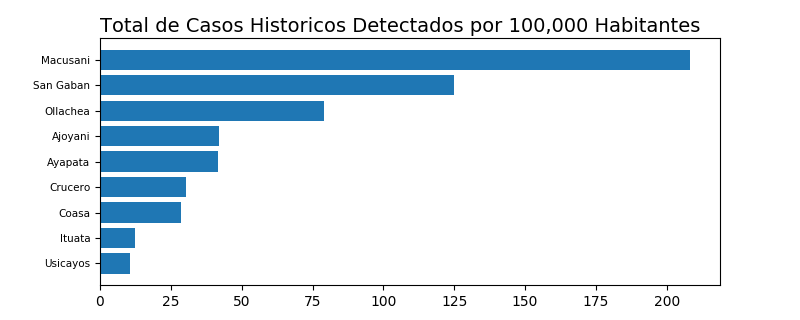 Total de Casos Historicos Detectados por 100,000 Habitantes
Macusani
San Gaban
Ollachea
Ajoyani
Ayapata
Crucero
Coasa
Ituata
Usicayos
0 25 50 75 100 125 150 175 200